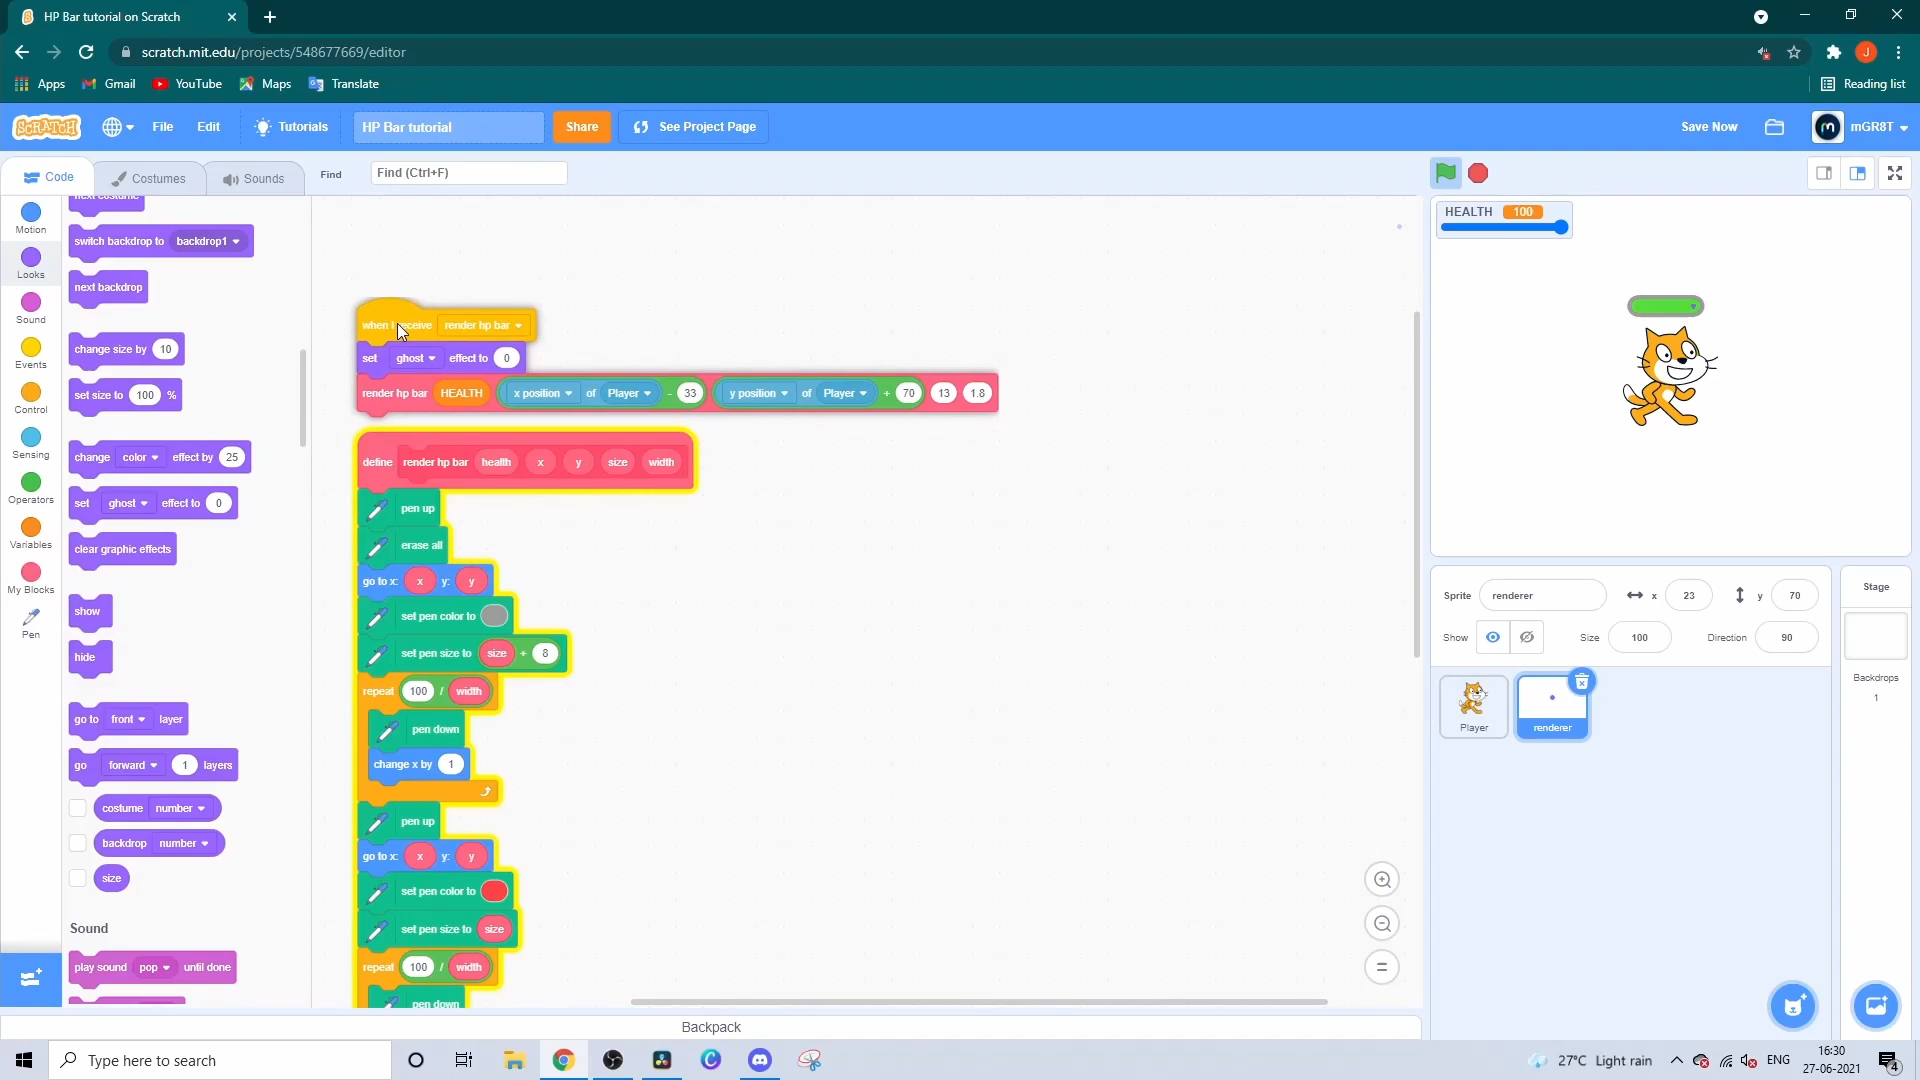 HP Bar tutorial on Scratch
scratch.mit.edu/projects/548677669/editor
J
Apps
Gmail
YouTube
Maps
Translate
Reading list
SCRATCH
File
Edit
Tutorials
HP Bar tutorial
Share
See Project Page
Save Now
mGR8T
Code
Costumes
Sounds
Find
Find (Ctrl+F)
Motion
Looks
Sound
Events
Control
Sensing
Operators
Variables
My Blocks
Pen
next costume
switch backdrop to backdrop1
next backdrop
change size by 10
set size to 100 %
change color effect by 25
set ghost effect to 0
clear graphic effects
show
hide
go to front layer
go forward 1 layers
costume number
backdrop number
size
Sound
play sound pop until done
when I receive render hp bar
set ghost effect to 0
render hp bar HEALTH x position of Player - 33 y position of Player + 70 13 1.8
define render hp bar health x y size width
pen up
erase all
go to x: x y: y
set pen color to
set pen size to size + 8
repeat 100 / width
pen down
change x by 1
pen up
go to x: x y: y
set pen color to
set pen size to size
repeat 100 / width
pen down
HEALTH 100
Sprite renderer x 23 y 70
Show Size 100 Direction 90
Player
renderer
Stage
Backdrops
1
Backpack
Type here to search
27°C Light rain
ENG
16:30
27-06-2021
4